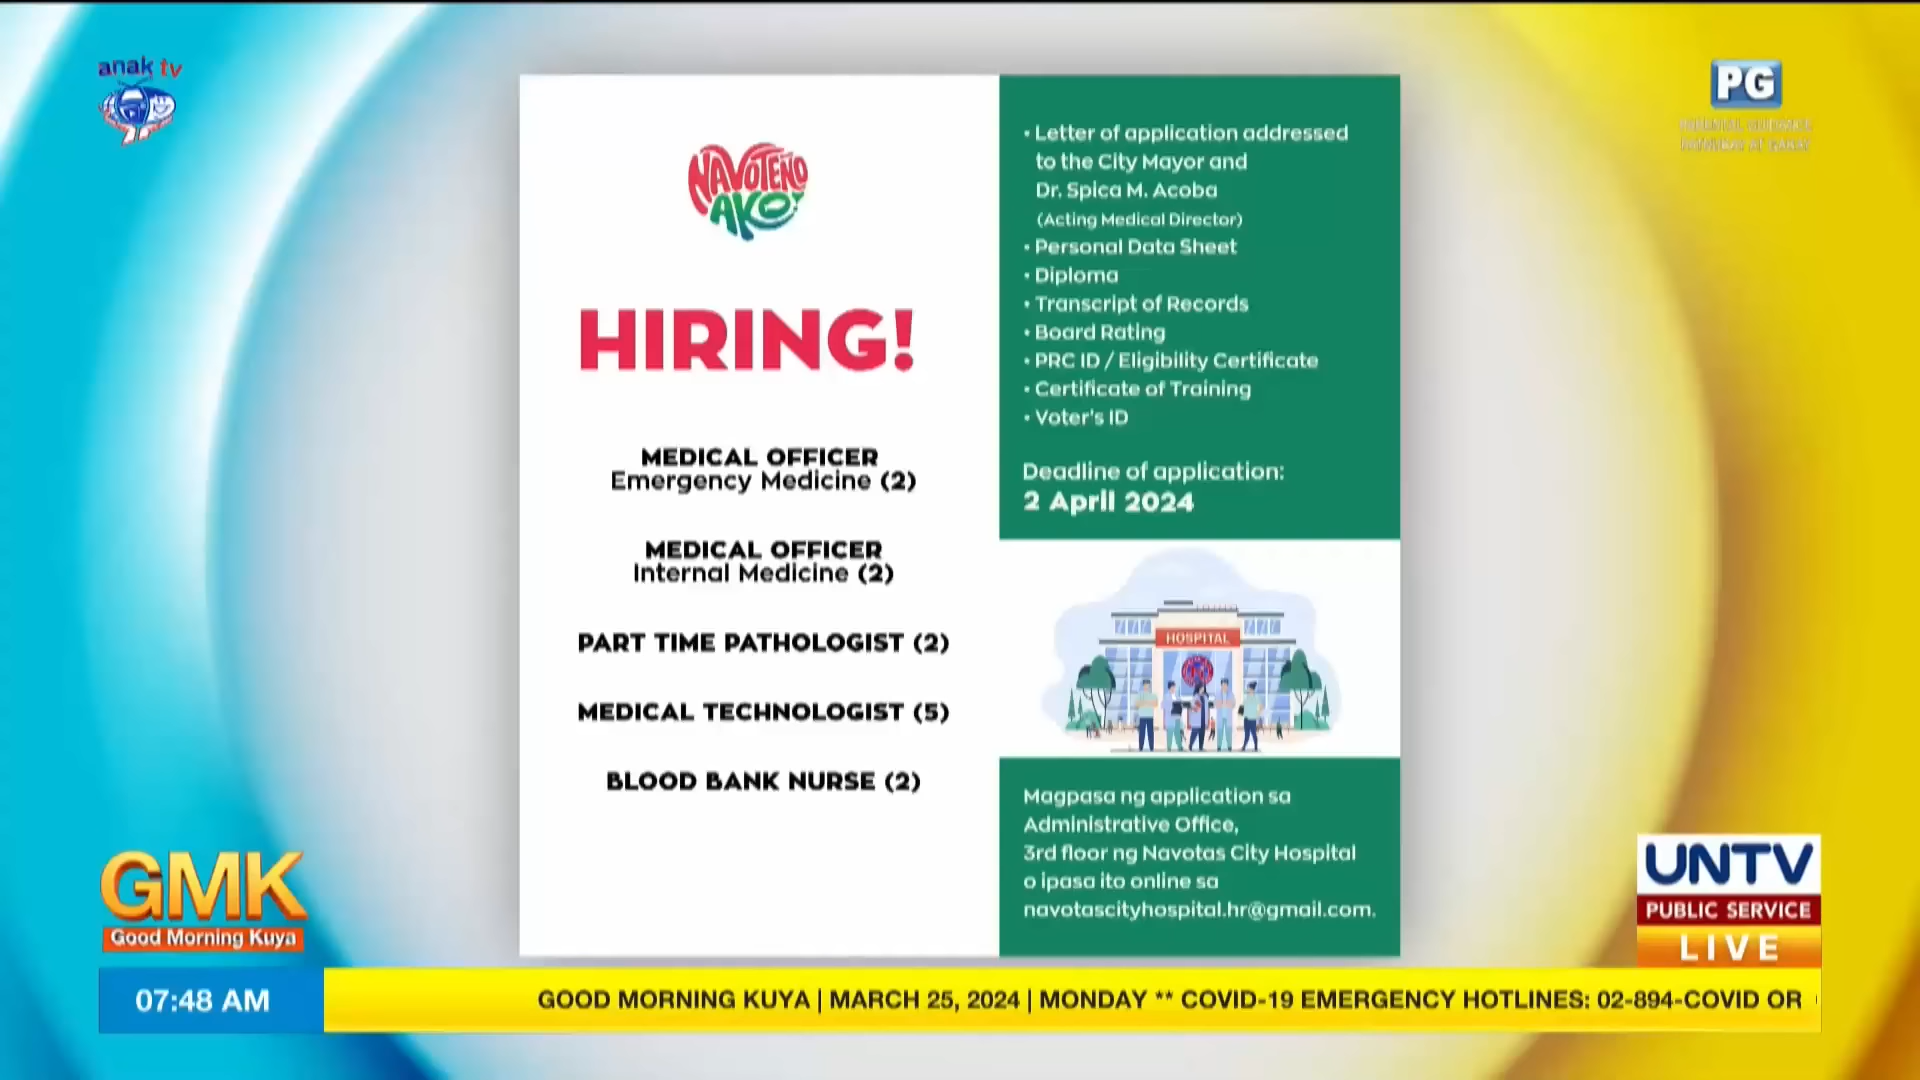 anak tv
PG
NAVOTEÑO
AKO!
HIRING!
MEDICAL OFFICER
Emergency Medicine (2)
MEDICAL OFFICER
Internal Medicine (2)
PART TIME PATHOLOGIST (2)
MEDICAL TECHNOLOGIST (5)
BLOOD BANK NURSE (2)
• Letter of application addressed
to the City Mayor and
Dr. Spica M. Acoba
(Acting Medical Director)
• Personal Data Sheet
• Diploma
• Transcript of Records
• Board Rating
• PRC ID / Eligibility Certificate
• Certificate of Training
• Voter's ID
Deadline of application:
2 April 2024
HOSPITAL
Magpasa ng application sa
Administrative Office,
3rd floor ng Navotas City Hospital
o ipasa ito online sa
navotascityhospital.hr@gmail.com.
GMK
Good Morning Kuya
UNTV
PUBLIC SERVICE
LIVE
07:48 AM
GOOD MORNING KUYA | MARCH 25, 2024 | MONDAY ** COVID-19 EMERGENCY HOTLINES: 02-894-COVID OR